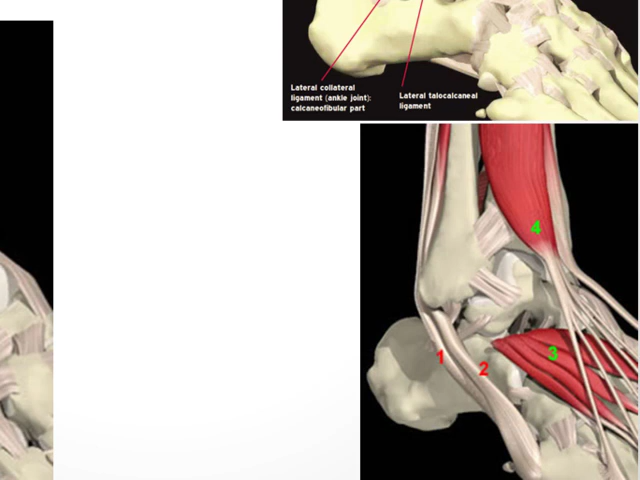 Lateral collateral
ligament (ankle joint):
calcaneofibular part
Lateral talocalcaneal
ligament
4
3
1
2